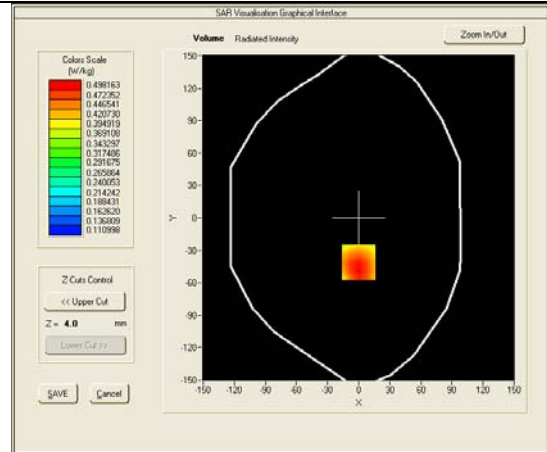 SAR Visualisation Graphical Interface
Volume Radiated Intensity
Zoom In/Out
Colors Scale
(W/kg)
0.498163
0.472352
0.446541
0.420730
0.394919
0.369108
0.343297
0.317486
0.291675
0.265864
0.240053
0.214242
0.188431
0.162620
0.136809
0.110998
Z Cuts Control
<< Upper Cut
Z = 4.0 mm
Lower Cut >>
SAVE
Cancel
150
120
90
60
30
0
-30
-60
-90
-120
-150
Y
-150 -120 -90 -60 -30 0 30 60 90 120 150
X